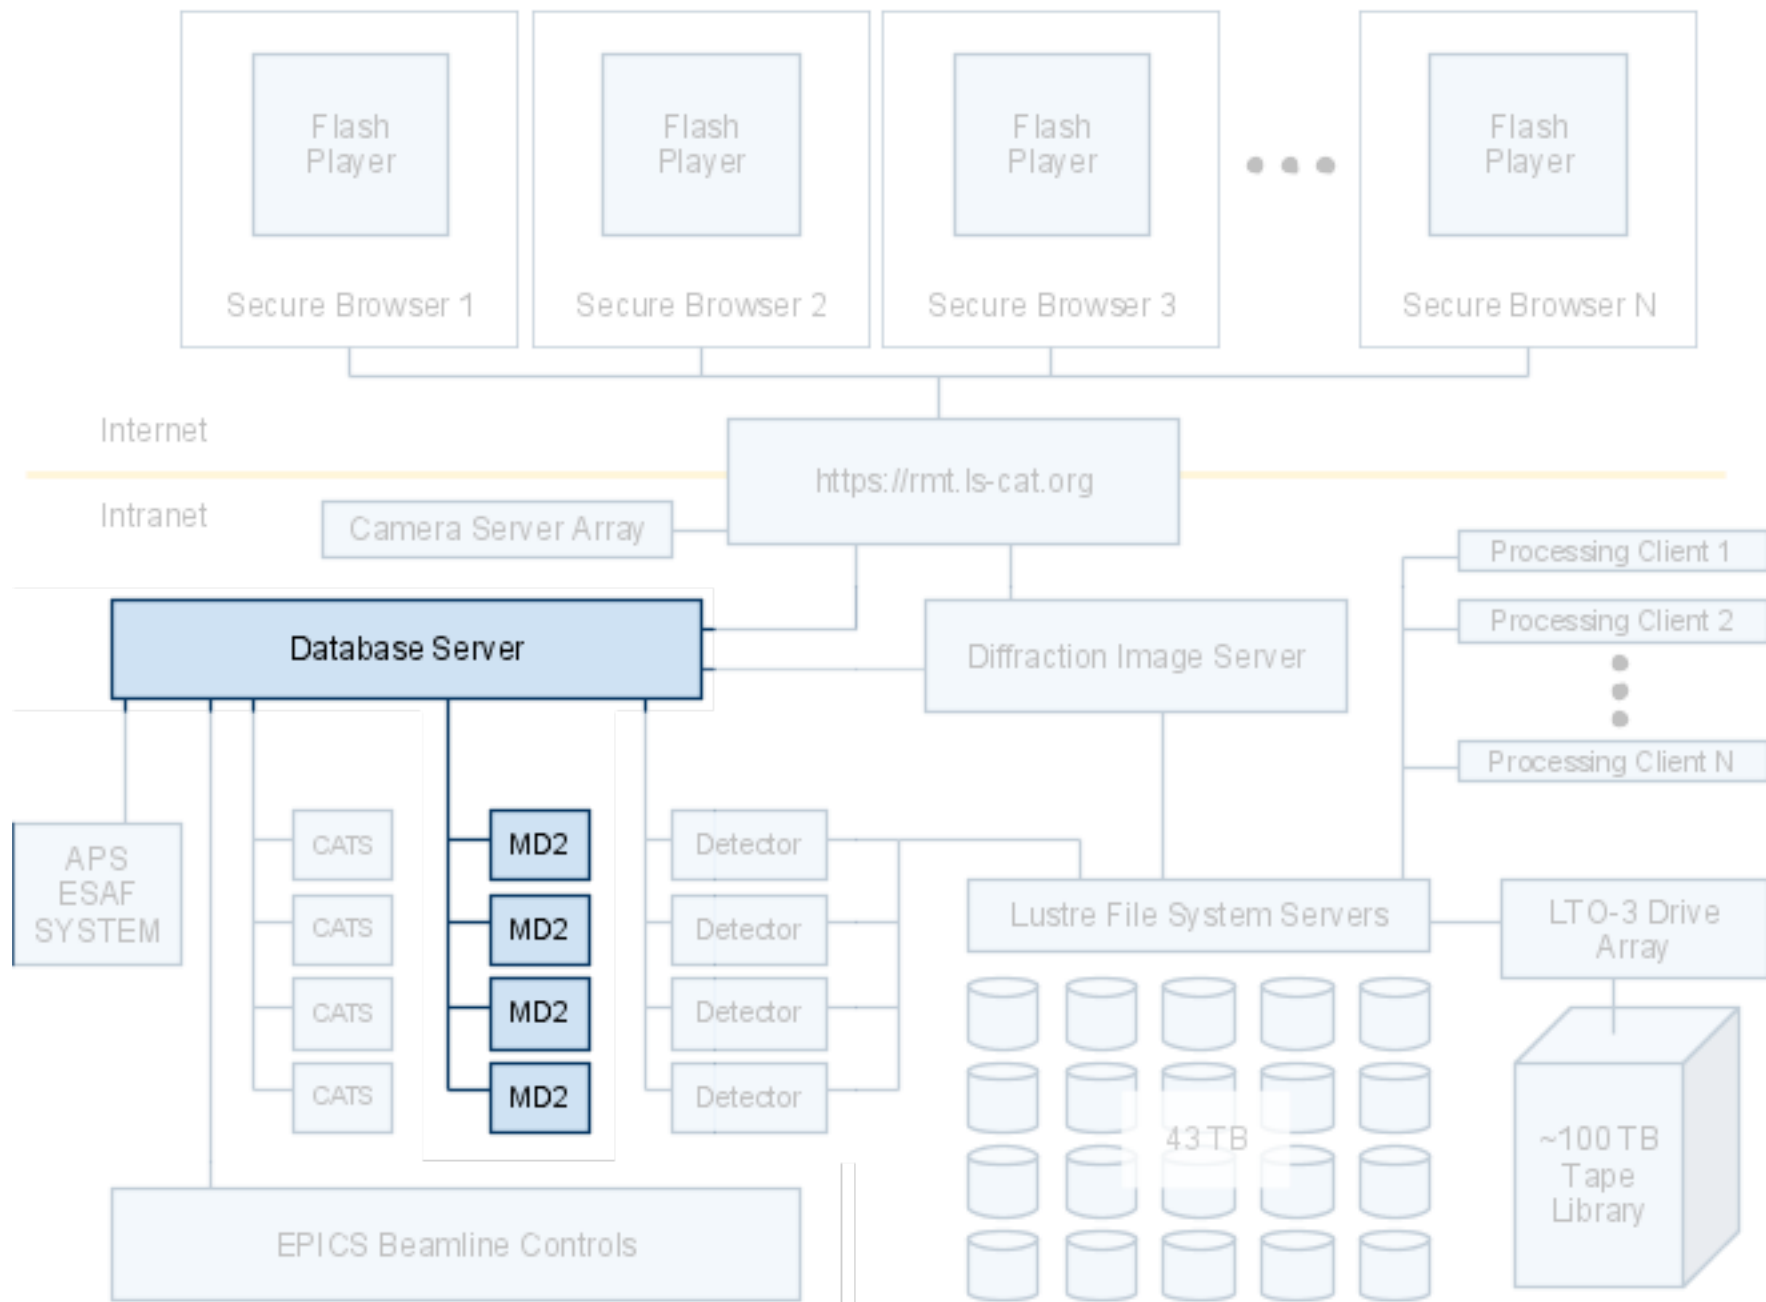 Flash
Player
Secure Browser 1
Flash
Player
Secure Browser 2
Flash
Player
Secure Browser 3
Flash
Player
Secure Browser N
Internet
https://rmt.ls-cat.org
Intranet
Camera Server Array
Processing Client 1
Processing Client 2
Processing Client N
Database Server
Diffraction Image Server
APS
ESAF
SYSTEM
CATS
CATS
CATS
CATS
MD2
MD2
MD2
MD2
Detector
Detector
Detector
Detector
Lustre File System Servers
LTO-3 Drive
Array
43 TB
~100 TB
Tape
Library
EPICS Beamline Controls